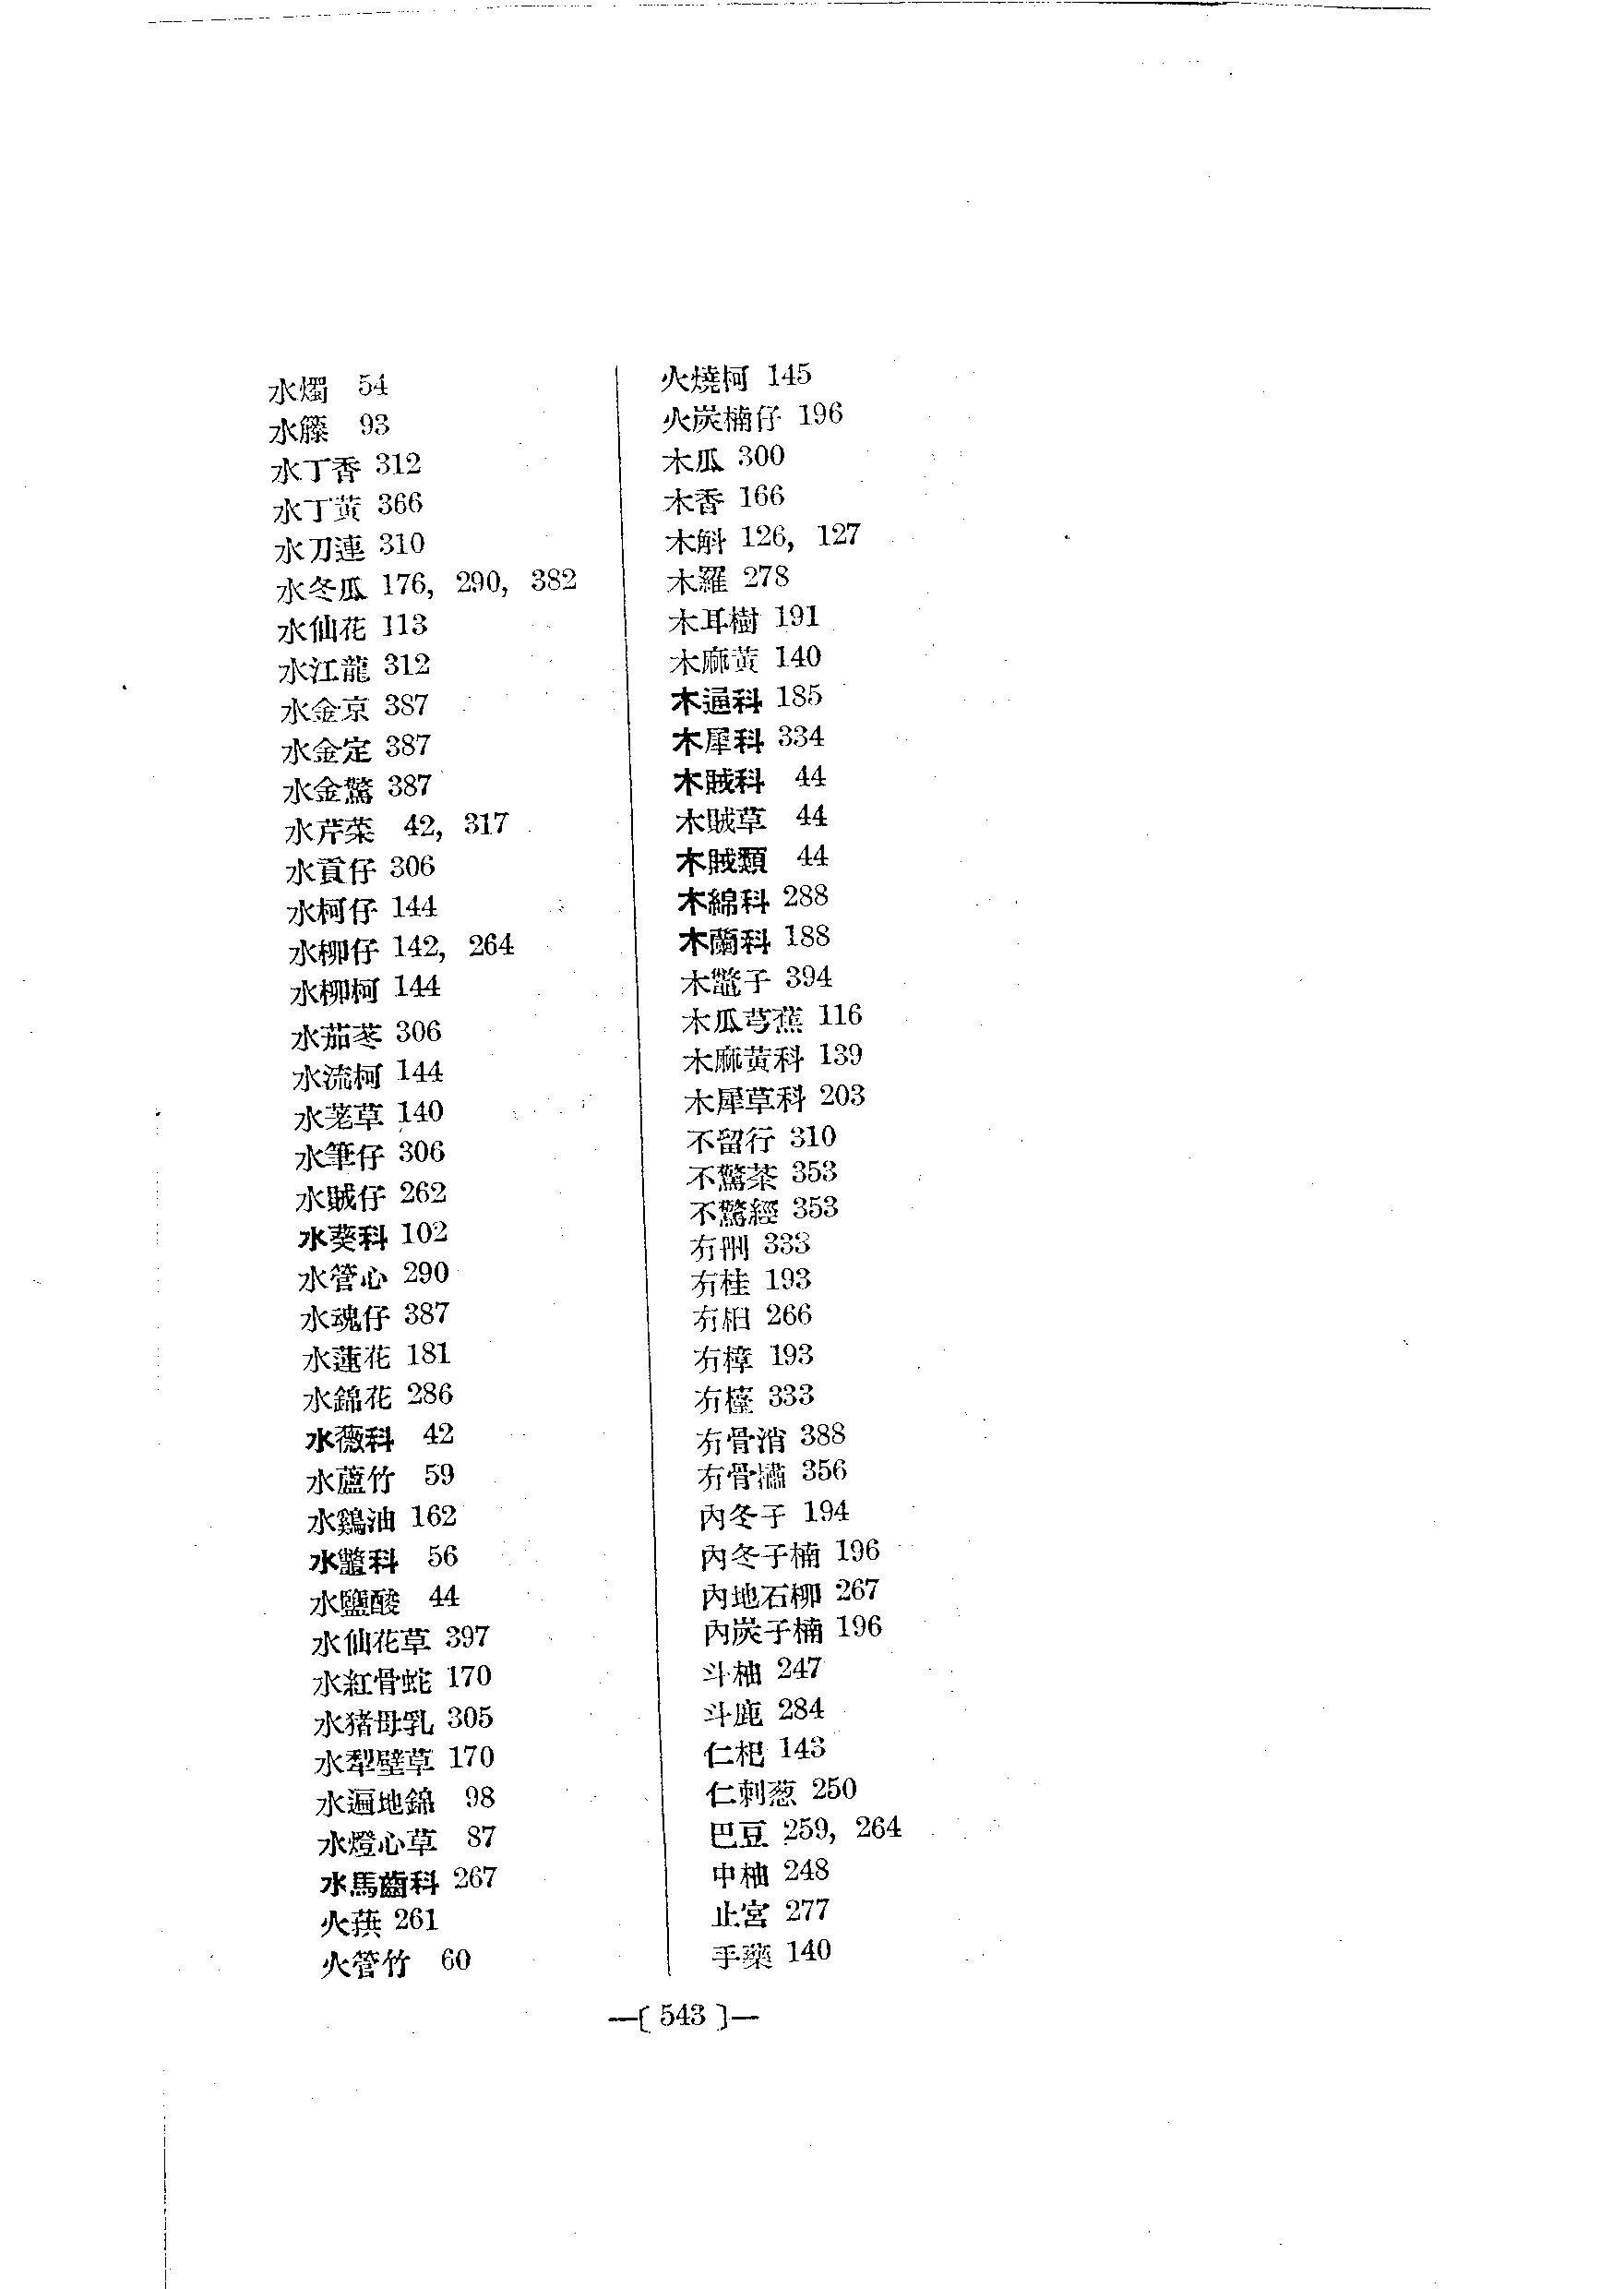 水燭 54
水籐 93
水丁香 312
水丁黃 366
水刀連 310
水冬瓜 176, 290, 382
水仙花 113
水江龍 312
水金京 387
水金定 387
水金驚 387
水芹菜 42, 317
水貢仔 306
水柯仔 144
水柳仔 142, 264
水柳柯 144
水茄苳 306
水流柯 144
水荖草 140
水筆仔 306
水賊仔 262
水葵科 102
水管心 290
水魂仔 387
水蓮花 181
水錦花 286
水薇科 42
水蘆竹 59
水鷄油 162
水鼈科 56
水鹽酸 44
水仙花草 397
水紅骨蛇 170
水猪母乳 305
水犁壁草 170
水遍地錦 98
水燈心草 87
水馬齒科 267
火蕻 261
火管竹 60
火燒柯 145
火炭楠仔 196
木瓜 300
木香 166
木斛 126, 127
木羅 278
木耳樹 191
木麻黃 140
木通科 185
木犀科 334
木賊科 44
木賊草 44
木賊類 44
木綿科 288
木蘭科 188
木鼈子 394
木瓜芎蕉 116
木麻黃科 139
木犀草科 203
不留行 310
不驚茶 353
不驚經 353
冇刪 333
冇桂 193
冇桕 266
冇樟 193
冇㯖 333
冇骨消 388
冇骨 356
內冬子 194
內冬子楠 196
內地石柳 267
內炭子楠 196
斗柚 247
斗鹿 284
仁杷 143
仁刺葱 250
巴豆 259, 264
中柚 248
止宮 277
手藥 140
—[ 543 ]—